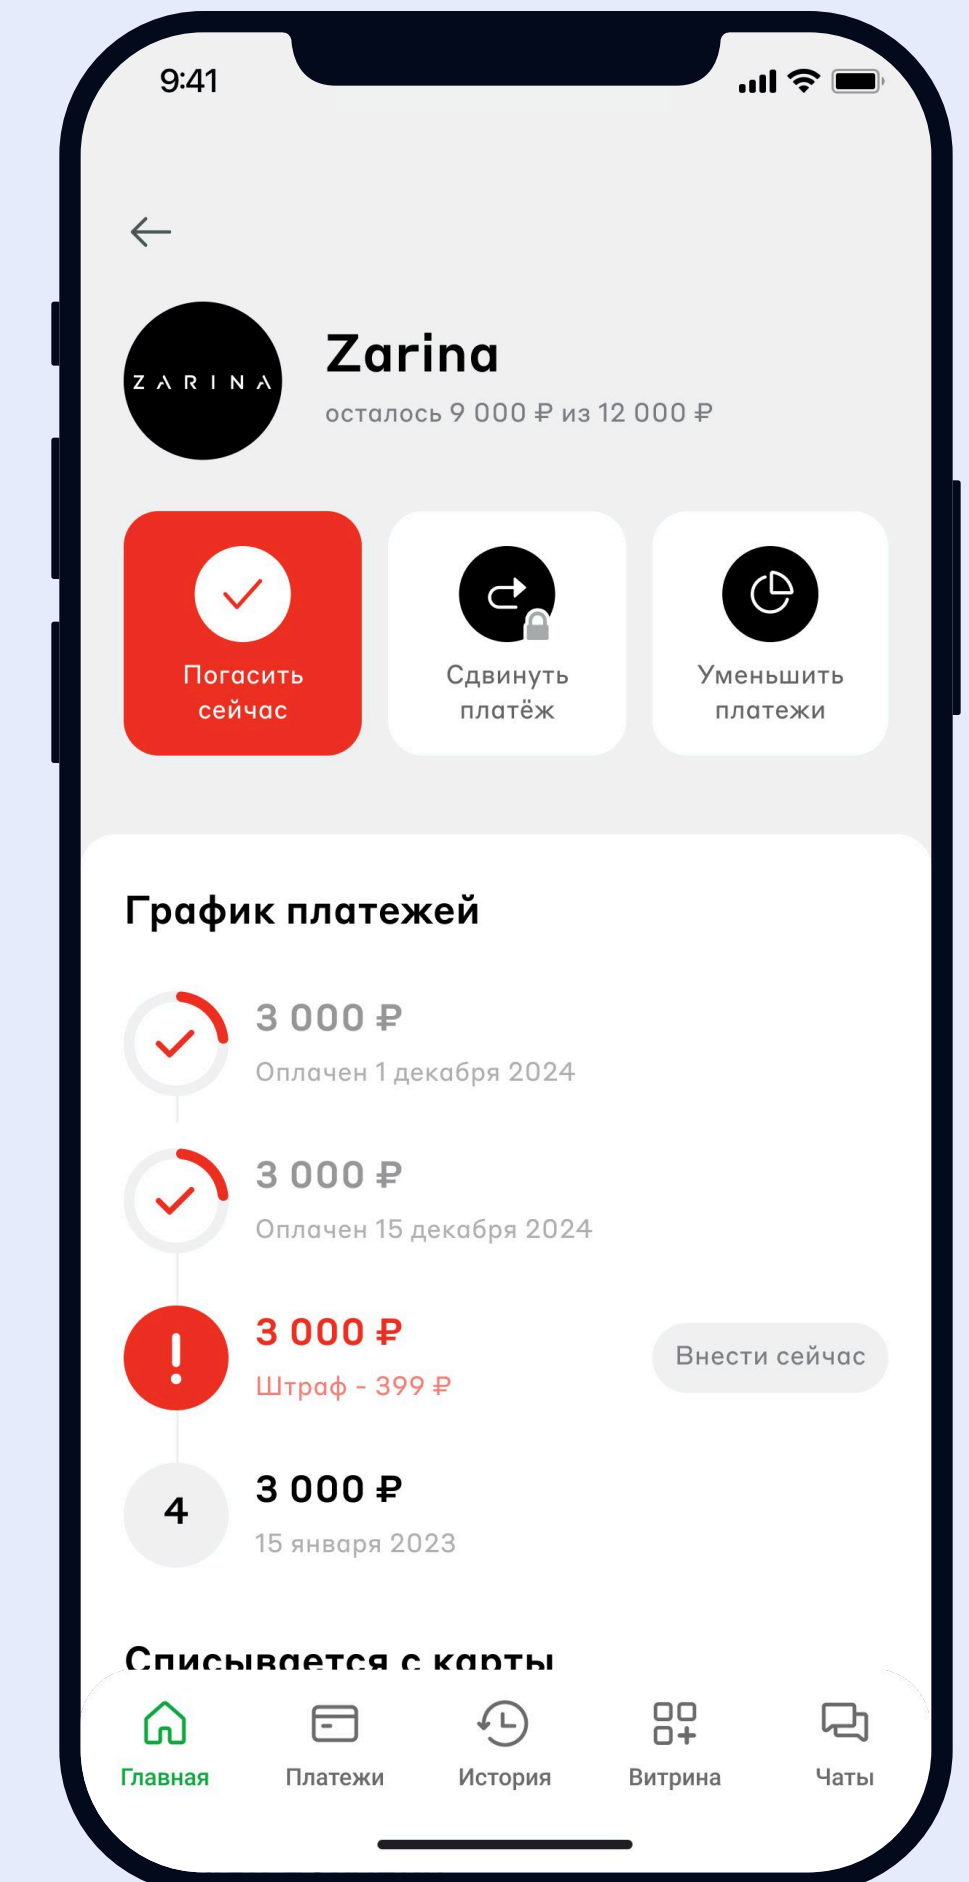 9:41
ZARINA
Zarina
осталось 9 000 ₽ из 12 000 ₽
Погасить
сейчас
Сдвинуть
платёж
Уменьшить
платежи
График платежей
3 000 ₽
Оплачен 1 декабря 2024
3 000 ₽
Оплачен 15 декабря 2024
3 000 ₽
Штраф - 399 ₽
Внести сейчас
4
3 000 ₽
15 января 2023
Списывается с карты
Главная
Платежи
История
Витрина
Чаты